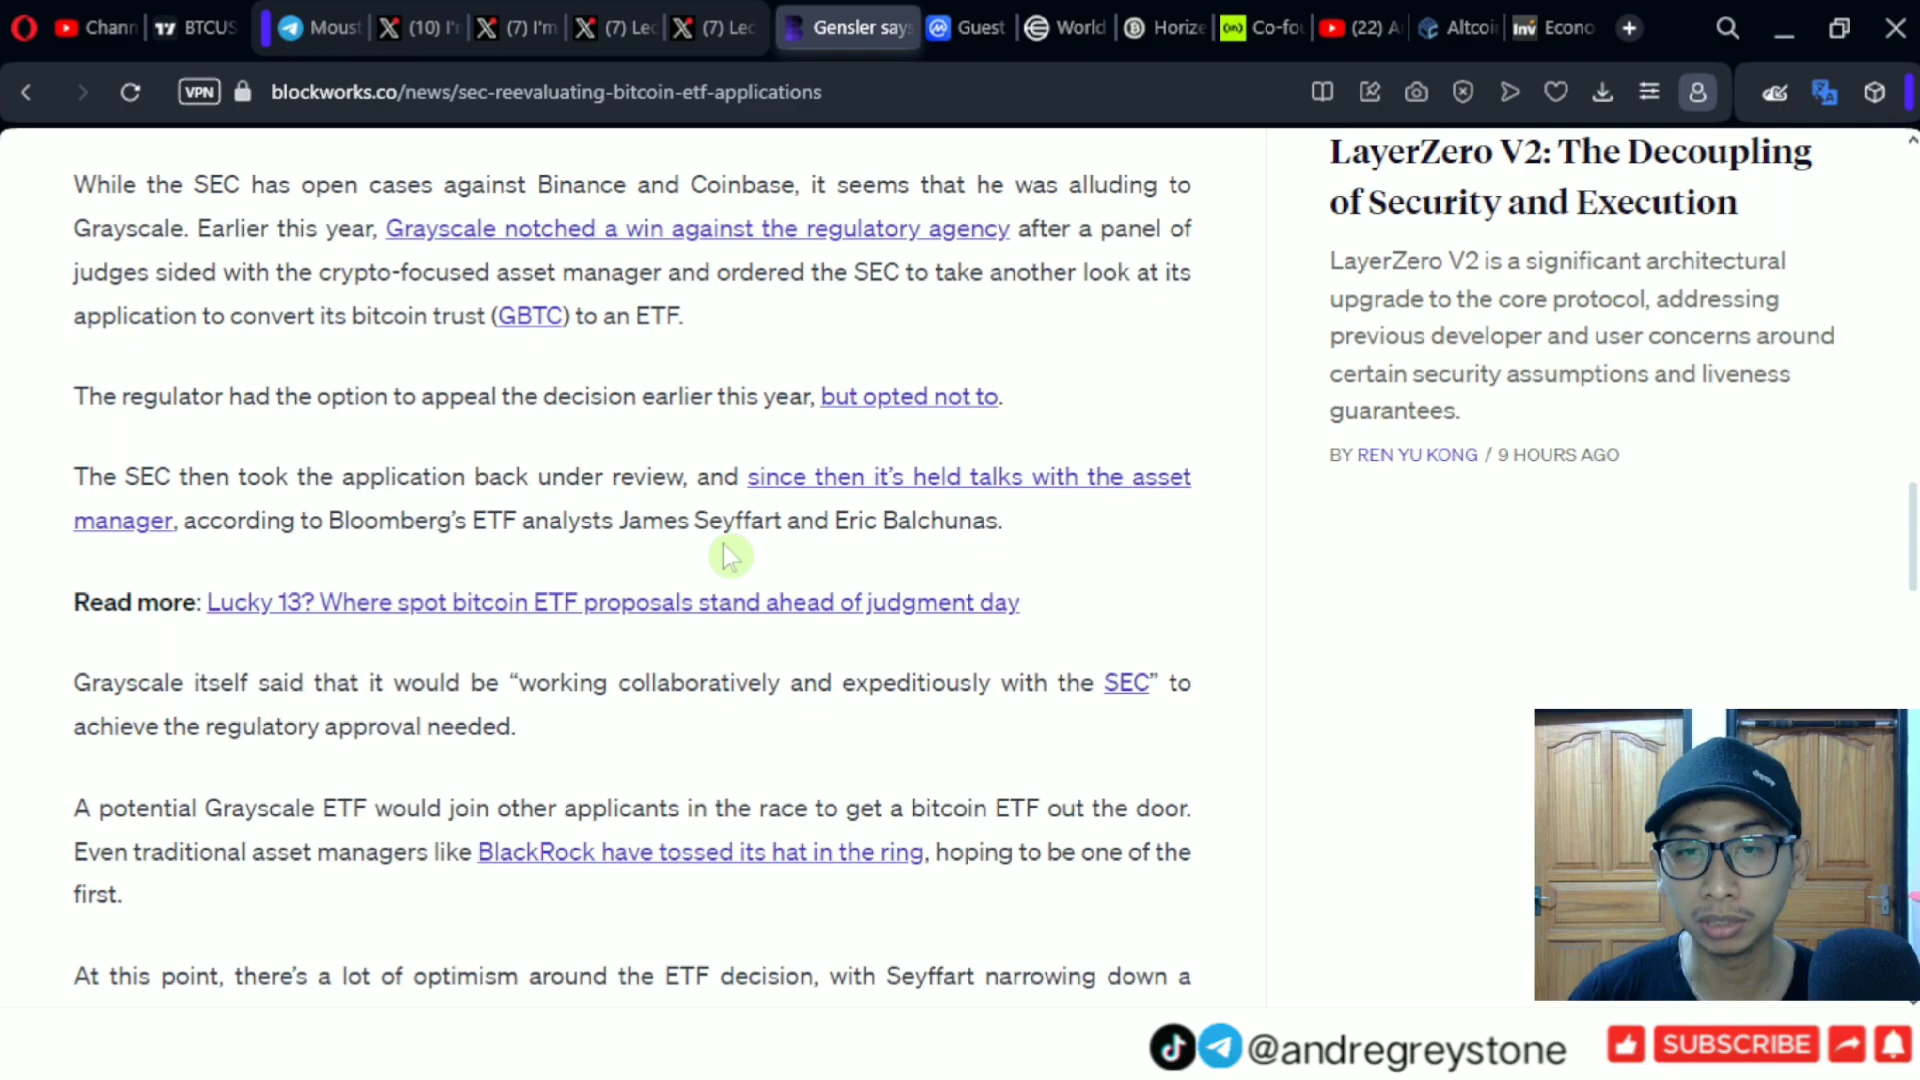 Chann
BTCUS
Moust
(10) I'r
(7) I'm
(7) Lec
(7) Lec
Gensler says
Guest
World
Horize
Co-fou
(22) A
Altcoi
Inv Econo
VPN
blockworks.co/news/sec-reevaluating-bitcoin-etf-applications
While the SEC has open cases against Binance and Coinbase, it seems that he was alluding to
Grayscale. Earlier this year, Grayscale notched a win against the regulatory agency after a panel of
judges sided with the crypto-focused asset manager and ordered the SEC to take another look at its
application to convert its bitcoin trust (GBTC) to an ETF.
The regulator had the option to appeal the decision earlier this year, but opted not to.
The SEC then took the application back under review, and since then it's held talks with the asset
manager, according to Bloomberg's ETF analysts James Seyffart and Eric Balchunas.
Read more: Lucky 13? Where spot bitcoin ETF proposals stand ahead of judgment day
Grayscale itself said that it would be “working collaboratively and expeditiously with the SEC” to
achieve the regulatory approval needed.
A potential Grayscale ETF would join other applicants in the race to get a bitcoin ETF out the door.
Even traditional asset managers like BlackRock have tossed its hat in the ring, hoping to be one of the
first.
At this point, there's a lot of optimism around the ETF decision, with Seyffart narrowing down a
LayerZero V2: The Decoupling
of Security and Execution
LayerZero V2 is a significant architectural
upgrade to the core protocol, addressing
previous developer and user concerns around
certain security assumptions and liveness
guarantees.
BY REN YU KONG / 9 HOURS AGO
@andregreystone
SUBSCRIBE